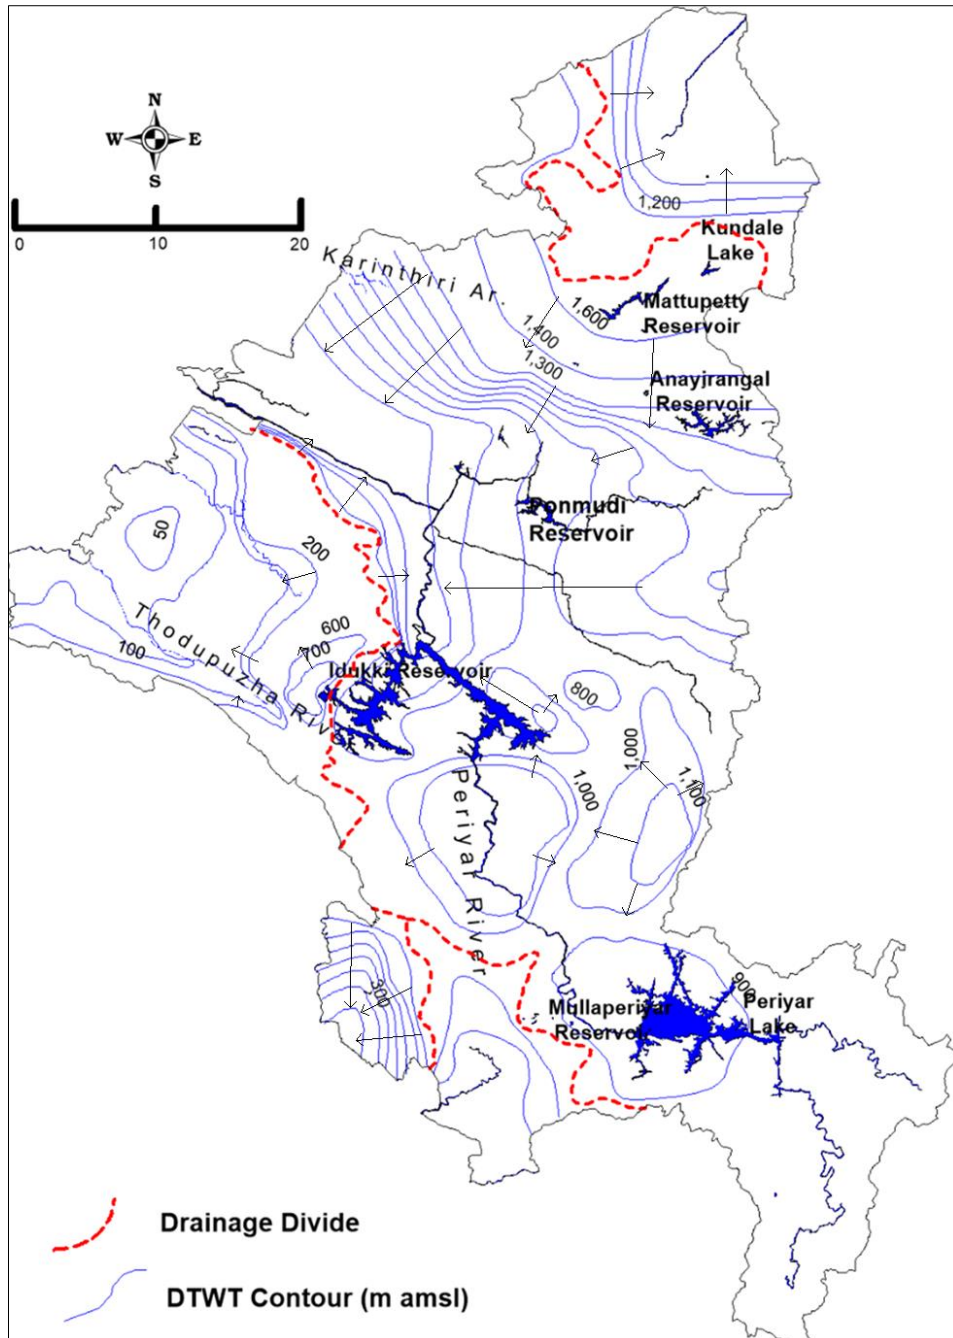 N
W E
S
0 10 20
1,200
Kundale
Lake
Karinthiri Ar.
1,600
Mattupetty
Reservoir
1,400
1,300
Anayjrangal
Reservoir
Ponmudi
Reservoir
50
200
Thodupuzha River
100
600
700
Idukki Reservoir
800
1,000
1,100
1,000
Periyar River
300
900
Mullaperiyar
Reservoir
Periyar
Lake
Drainage Divide
DTWT Contour (m amsl)